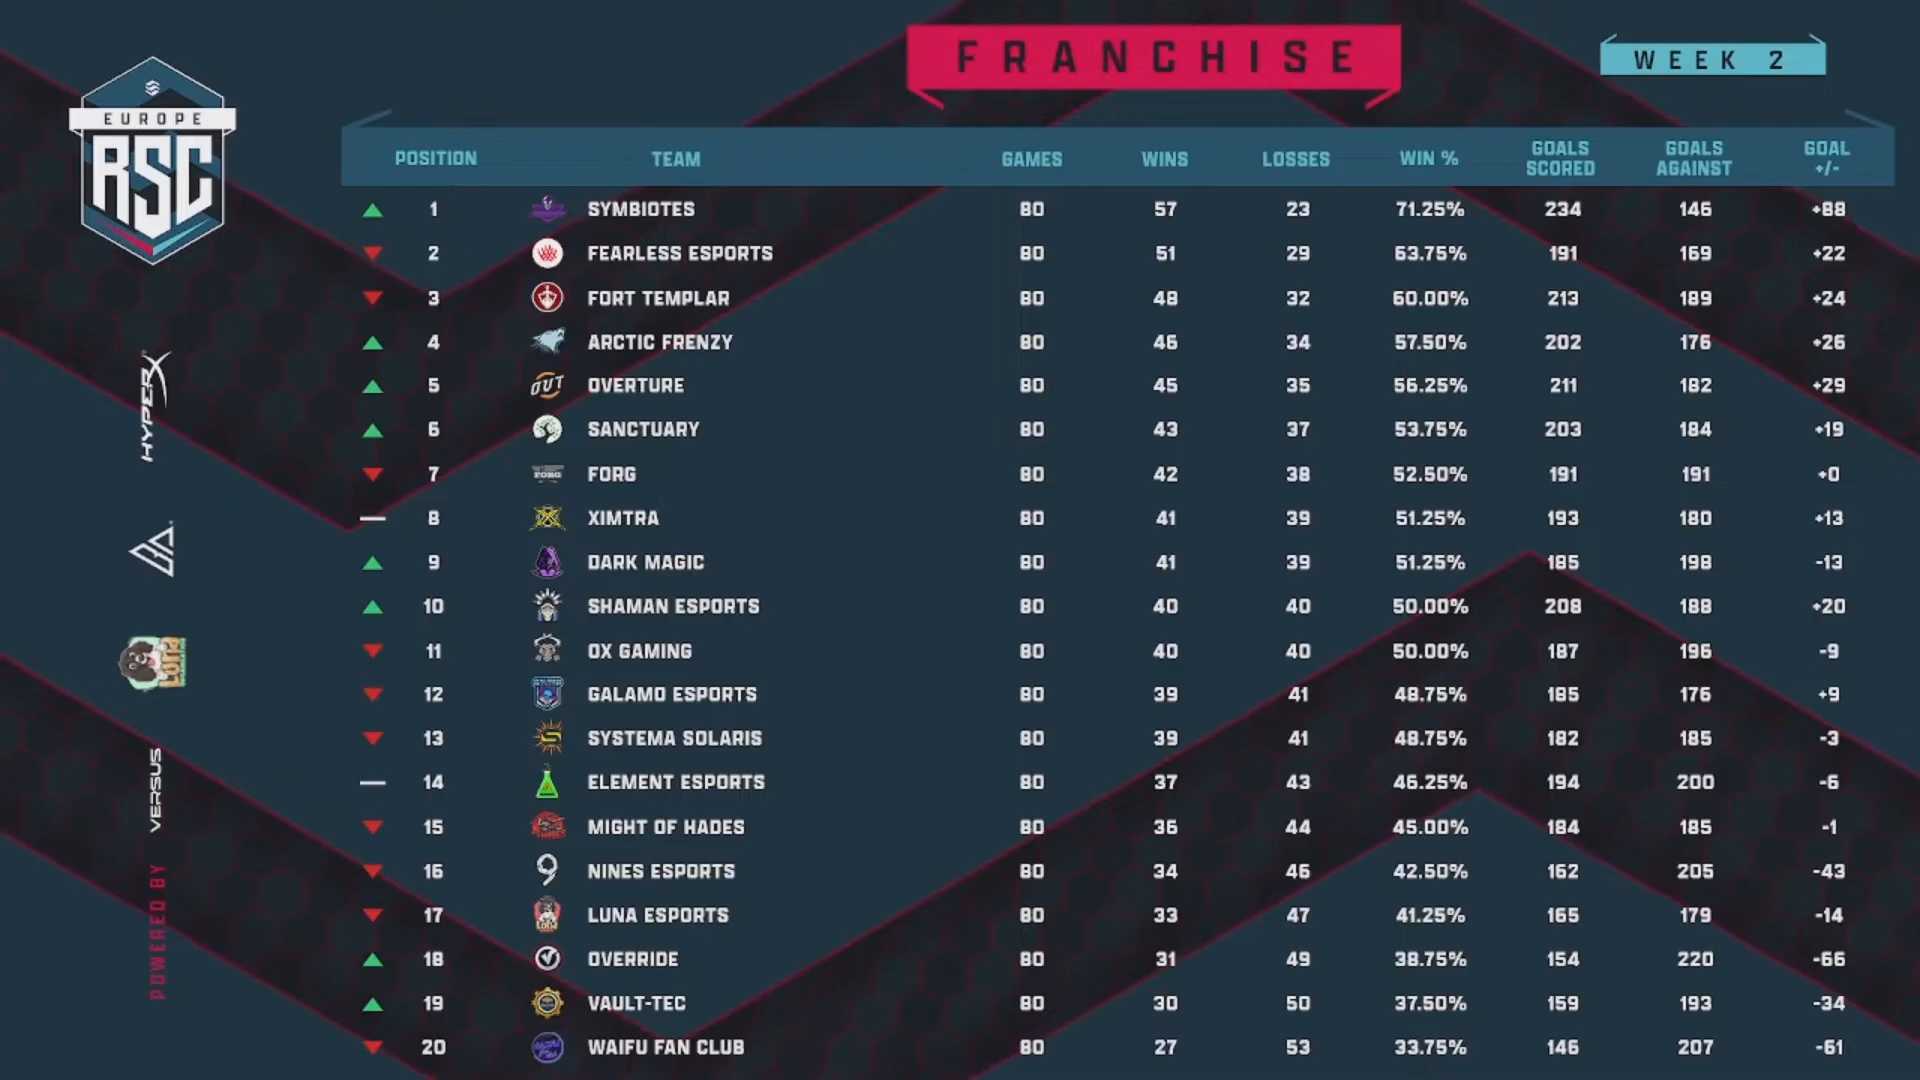 FRANCHISE
WEEK 2
EUROPE
RSC
POSITION TEAM GAMES WINS LOSSES WIN % GOALS SCORED GOALS AGAINST GOAL +/-
1 SYMBIOTES 80 57 23 71.25% 234 146 +88
2 FEARLESS ESPORTS 80 51 29 63.75% 191 169 +22
3 FORT TEMPLAR 80 48 32 60.00% 213 189 +24
4 ARCTIC FRENZY 80 46 34 57.50% 202 176 +26
5 OUT OVERTURE 80 45 35 56.25% 211 182 +29
6 SANCTUARY 80 43 37 53.75% 203 184 +19
7 FORG FORG 80 42 38 52.50% 191 191 +0
8 XIMTRA 80 41 39 51.25% 193 180 +13
9 DARK MAGIC 80 41 39 51.25% 185 198 -13
10 SHAMAN ESPORTS 80 40 40 50.00% 208 188 +20
11 OX GAMING 80 40 40 50.00% 187 196 -9
12 GALAMO ESPORTS 80 39 41 48.75% 185 176 +9
13 SYSTEMA SOLARIS 80 39 41 48.75% 182 185 -3
14 ELEMENT ESPORTS 80 37 43 46.25% 194 200 -6
15 MIGHT OF HADES 80 36 44 45.00% 184 185 -1
16 9 NINES ESPORTS 80 34 46 42.50% 162 205 -43
17 LUNA ESPORTS 80 33 47 41.25% 165 179 -14
18 OVERRIDE 80 31 49 38.75% 154 220 -66
19 VAULT-TEC 80 30 50 37.50% 159 193 -34
20 WAIFU FAN CLUB 80 27 53 33.75% 146 207 -61
HYPERX
LUNA
VERSUS
POWERED BY